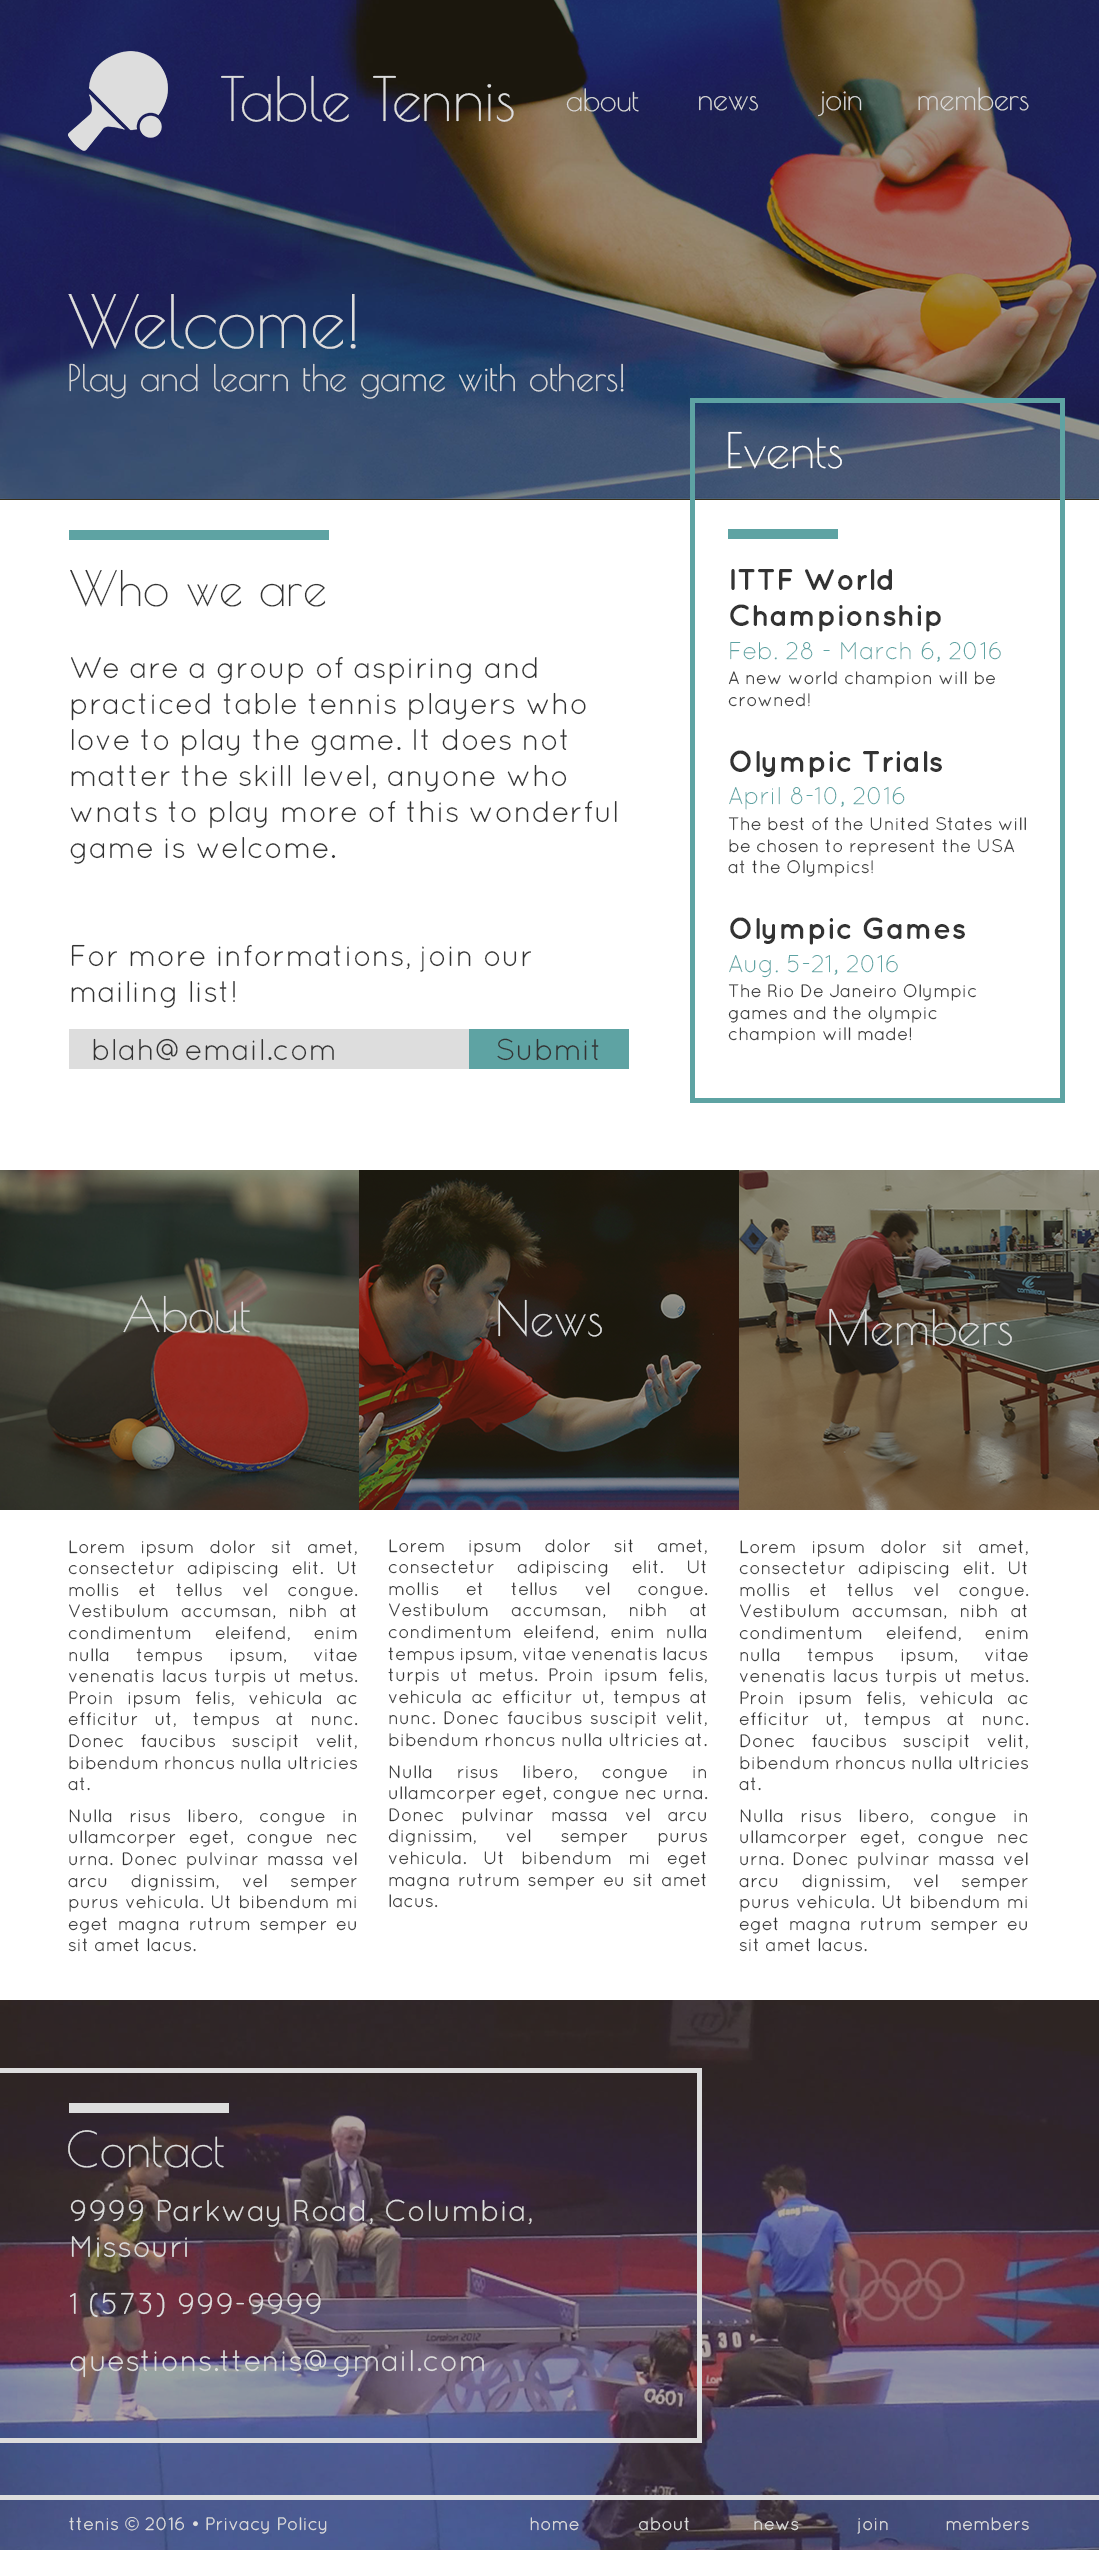 Table Tennis
about news join members
Welcome!
Play and learn the game with others!
Events
Who we are
We are a group of aspiring and
practiced table tennis players who
love to play the game. It does not
matter the skill level, anyone who
wnats to play more of this wonderful
game is welcome.
For more informations, join our
mailing list!
blah@email.com Submit
ITTF World
Championship
Feb. 28 - March 6, 2016
A new world champion will be
crowned!
Olympic Trials
April 8-10, 2016
The best of the United States will
be chosen to represent the USA
at the Olympics!
Olympic Games
Aug. 5-21, 2016
The Rio De Janeiro Olympic
games and the olympic
champion will made!
About
News
Members
cornilleau
Lorem ipsum dolor sit amet,
consectetur adipiscing elit. Ut
mollis et tellus vel congue.
Vestibulum accumsan, nibh at
condimentum eleifend, enim
nulla tempus ipsum, vitae
venenatis lacus turpis ut metus.
Proin ipsum felis, vehicula ac
efficitur ut, tempus at nunc.
Donec faucibus suscipit velit,
bibendum rhoncus nulla ultricies
at.
Nulla risus libero, congue in
ullamcorper eget, congue nec
urna. Donec pulvinar massa vel
arcu dignissim, vel semper
purus vehicula. Ut bibendum mi
eget magna rutrum semper eu
sit amet lacus.
Lorem ipsum dolor sit amet,
consectetur adipiscing elit. Ut
mollis et tellus vel congue.
Vestibulum accumsan, nibh at
condimentum eleifend, enim nulla
tempus ipsum, vitae venenatis lacus
turpis ut metus. Proin ipsum felis,
vehicula ac efficitur ut, tempus at
nunc. Donec faucibus suscipit velit,
bibendum rhoncus nulla ultricies at.
Nulla risus libero, congue in
ullamcorper eget, congue nec urna.
Donec pulvinar massa vel arcu
dignissim, vel semper purus
vehicula. Ut bibendum mi eget
magna rutrum semper eu sit amet
lacus.
Lorem ipsum dolor sit amet,
consectetur adipiscing elit. Ut
mollis et tellus vel congue.
Vestibulum accumsan, nibh at
condimentum eleifend, enim
nulla tempus ipsum, vitae
venenatis lacus turpis ut metus.
Proin ipsum felis, vehicula ac
efficitur ut, tempus at nunc.
Donec faucibus suscipit velit,
bibendum rhoncus nulla ultricies
at.
Nulla risus libero, congue in
ullamcorper eget, congue nec
urna. Donec pulvinar massa vel
arcu dignissim, vel semper
purus vehicula. Ut bibendum mi
eget magna rutrum semper eu
sit amet lacus.
Contact
9999 Parkway Road, Columbia,
Missouri
1 (573) 999-9999
questions.ttenis@gmail.com
London 2012
5 30
0601
ttenis © 2016 • Privacy Policy
home about news join members